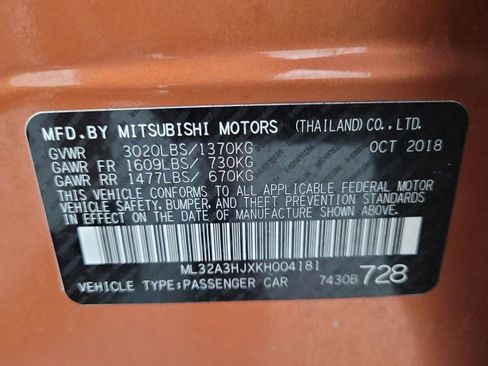 MFD.BY MITSUBISHI MOTORS (THAILAND)CO.,LTD.
GVWR 3020LBS/1370KG OCT 2018
GAWR FR 1609LBS/ 730KG
GAWR RR 1477LBS/ 670KG
THIS VEHICLE CONFORMS TO ALL APPLICABLE FEDERAL MOTOR
VEHICLE SAFETY, BUMPER, AND THEFT PREVENTION STANDARDS
IN EFFECT ON THE DATE OF MANUFACTURE SHOWN ABOVE.
ML32A3HJXKH004181
VEHICLE TYPE:PASSENGER CAR 7430B 728